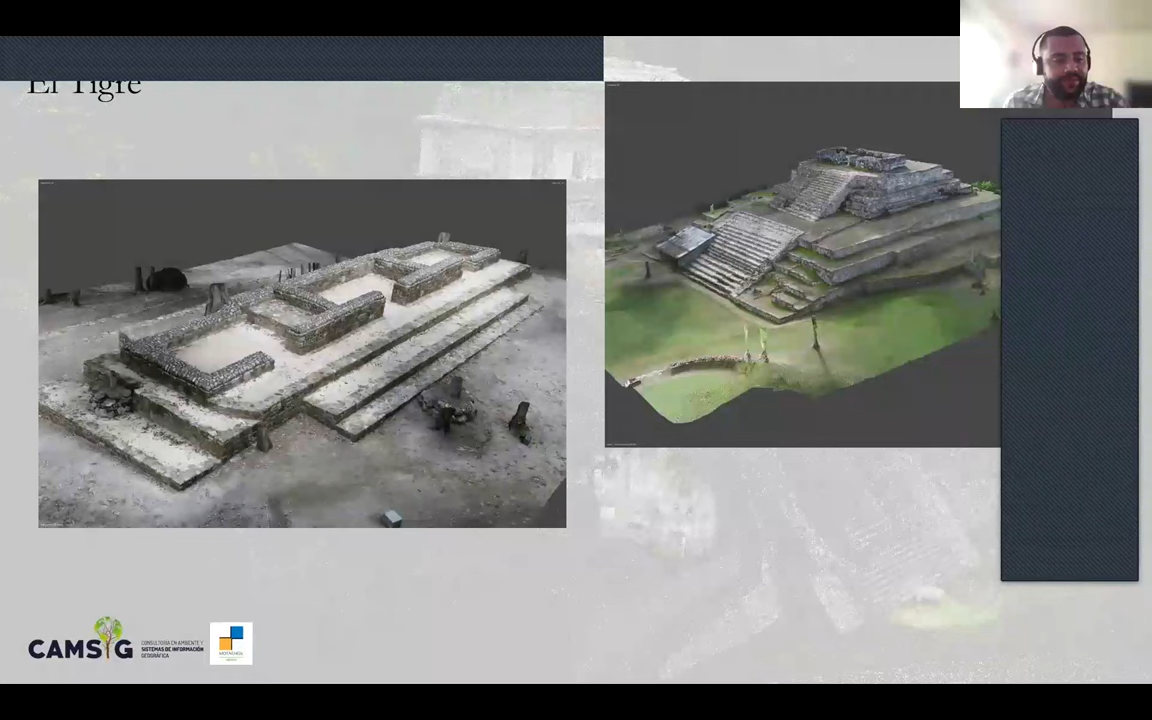 El Tigre
CAMSIG
CONSULTORÍA EN AMBIENTE Y
SISTEMAS DE INFORMACIÓN
GEOGRÁFICA